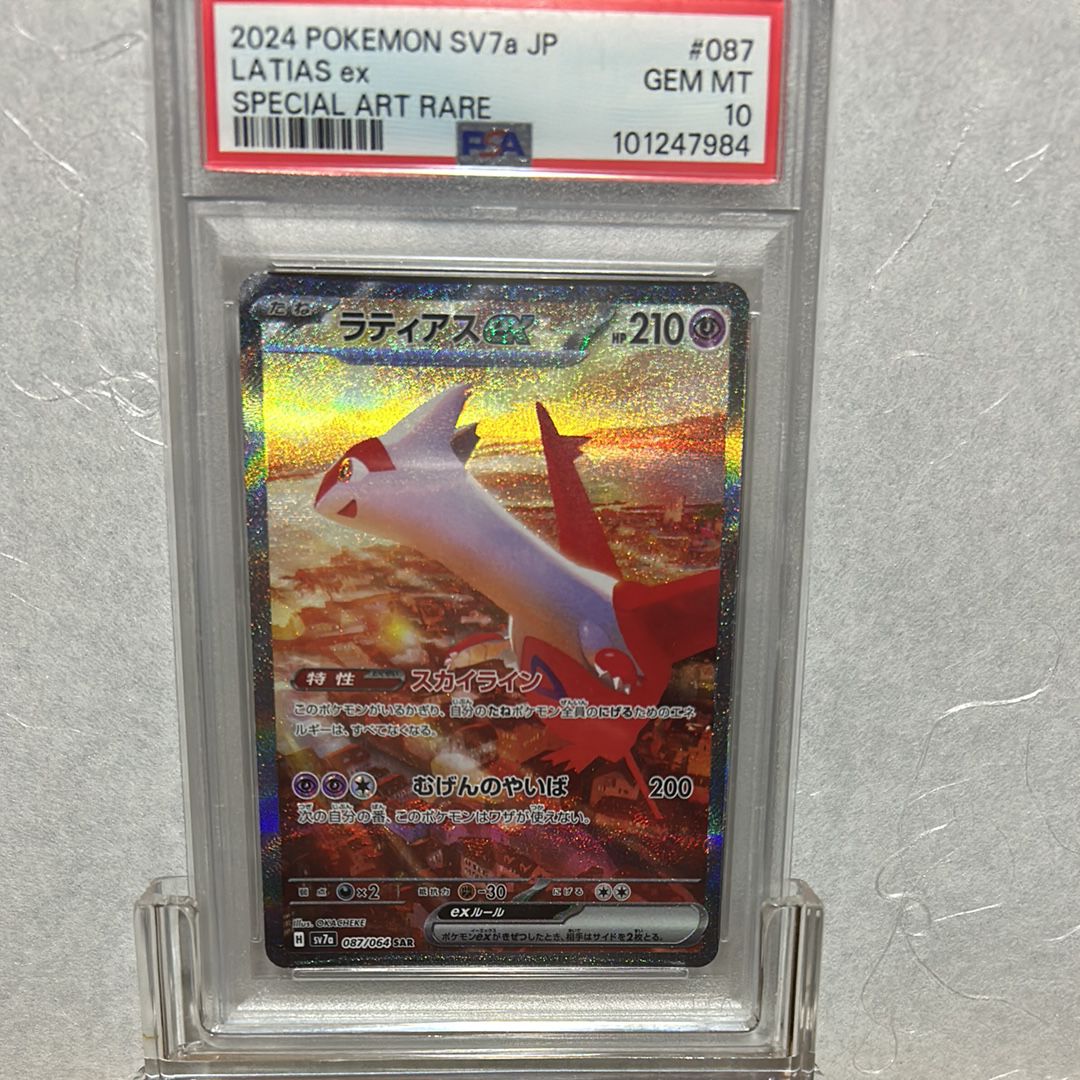 2024 POKEMON SV7a JP #087
LATIAS ex GEM MT
SPECIAL ART RARE 10
PSA 101247984
たね ラティアスex HP210
特性 スカイライン
このポケモンがいるかぎり、自分のたねポケモン全員のにげるためのエネ
ルギーは、すべてなくなる。
むげんのやいば 200
次の自分の番、このポケモンはワザが使えない。
弱点 ×2 抵抗力 -30 にげる
Illus. OKACHEKE
exルール
H sv7a 087/064 SAR
ポケモンexがきぜつしたとき、相手はサイドを2枚とる。